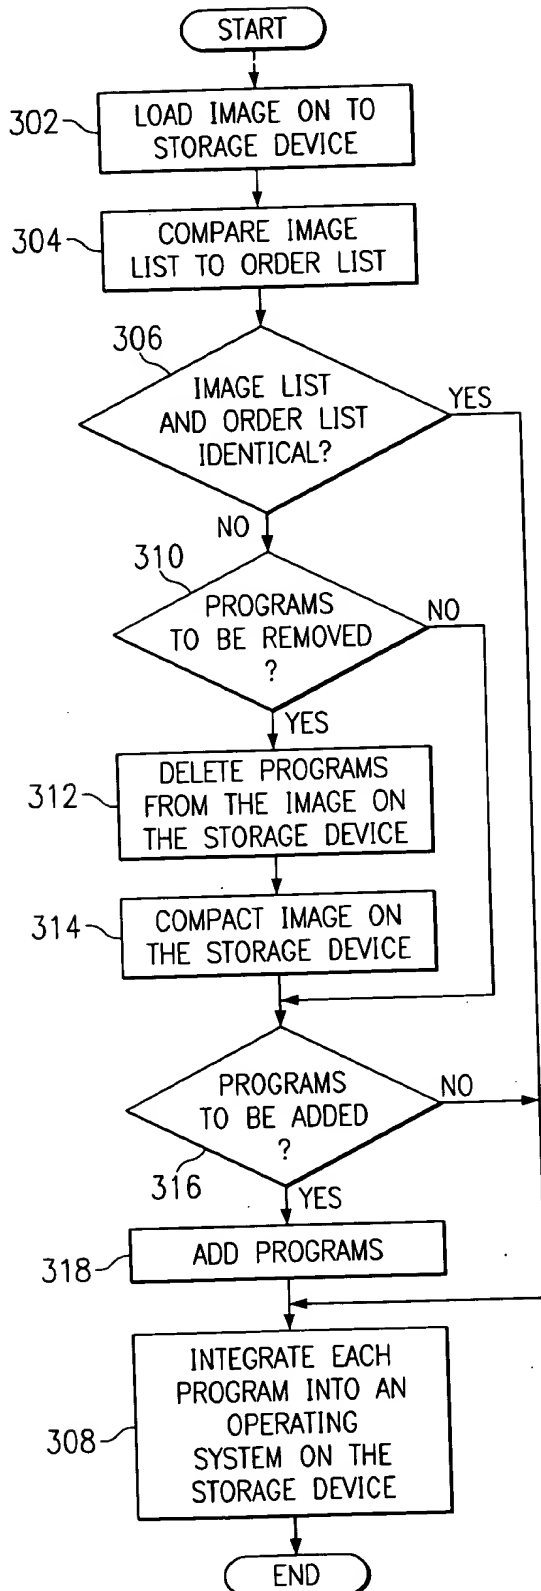 START
302
LOAD IMAGE ON TO
STORAGE DEVICE
304
COMPARE IMAGE
LIST TO ORDER LIST
306
IMAGE LIST
AND ORDER LIST
IDENTICAL?
YES
NO
310
PROGRAMS
TO BE REMOVED
?
NO
YES
312
DELETE PROGRAMS
FROM THE IMAGE ON
THE STORAGE DEVICE
314
COMPACT IMAGE ON
THE STORAGE DEVICE
PROGRAMS
TO BE ADDED
?
NO
316
YES
318
ADD PROGRAMS
308
INTEGRATE EACH
PROGRAM INTO AN
OPERATING
SYSTEM ON THE
STORAGE DEVICE
END